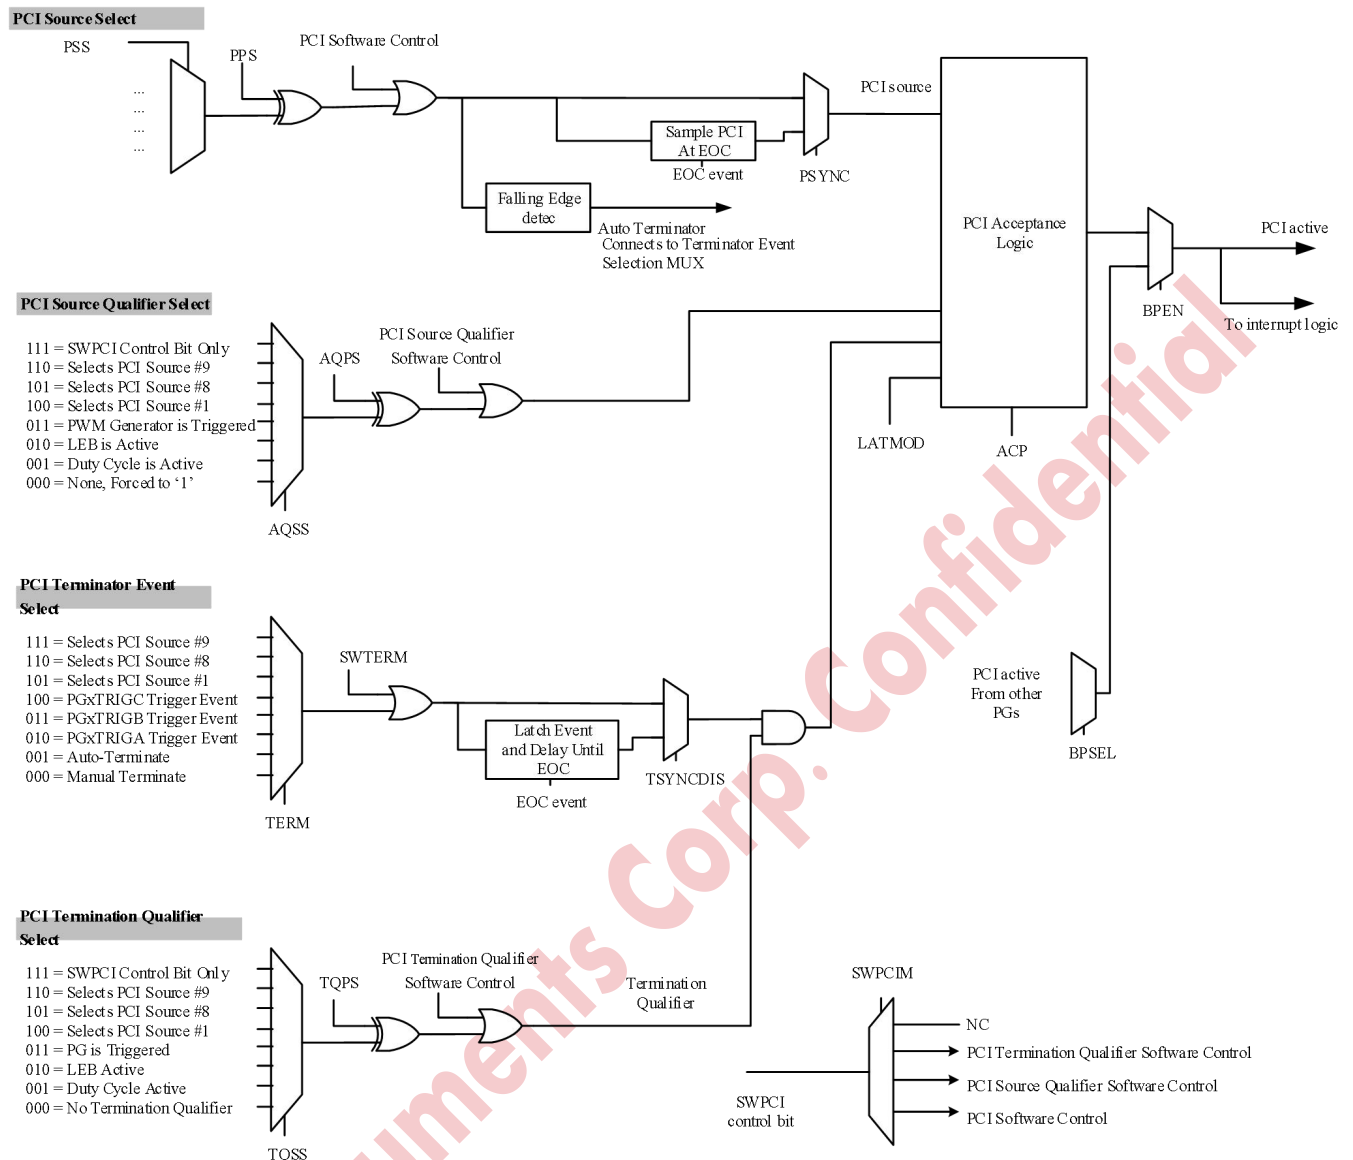 PCI Source Select
PSS
PPS
PCI Software Control
...
...
...
...
Sample PCI
At EOC
EOC event
PSYNC
PCI source
Falling Edge
detec
Auto Terminator
Connects to Terminator Event
Selection MUX
PCI Acceptance
Logic
LATMOD
ACP
BPEN
PCI active
To interrupt logic
PCI Source Qualifier Select
111 = SWPCI Control Bit Only
110 = Selects PCI Source #9
101 = Selects PCI Source #8
100 = Selects PCI Source #1
011 = PWM Generator is Triggered
010 = LEB is Active
001 = Duty Cycle is Active
000 = None, Forced to ‘1’
AQSS
AQPS
PCI Source Qualifier
Software Control
PCI Terminator Event
Select
111 = Selects PCI Source #9
110 = Selects PCI Source #8
101 = Selects PCI Source #1
100 = PGxTRIGC Trigger Event
011 = PGxTRIGB Trigger Event
010 = PGxTRIGA Trigger Event
001 = Auto-Terminate
000 = Manual Terminate
TERM
SWTERM
Latch Event
and Delay Until
EOC
EOC event
TSYNCDIS
PCI active
From other
PGs
BPSEL
PCI Termination Qualifier
Select
111 = SWPCI Control Bit Only
110 = Selects PCI Source #9
101 = Selects PCI Source #8
100 = Selects PCI Source #1
011 = PG is Triggered
010 = LEB Active
001 = Duty Cycle Active
000 = No Termination Qualifier
TQSS
TQPS
PCI Termination Qualifier
Software Control
Termination
Qualifier
SWPCIM
SWPCI
control bit
NC
PCI Termination Qualifier Software Control
PCI Source Qualifier Software Control
PCI Software Control
uments Corp. Confidential